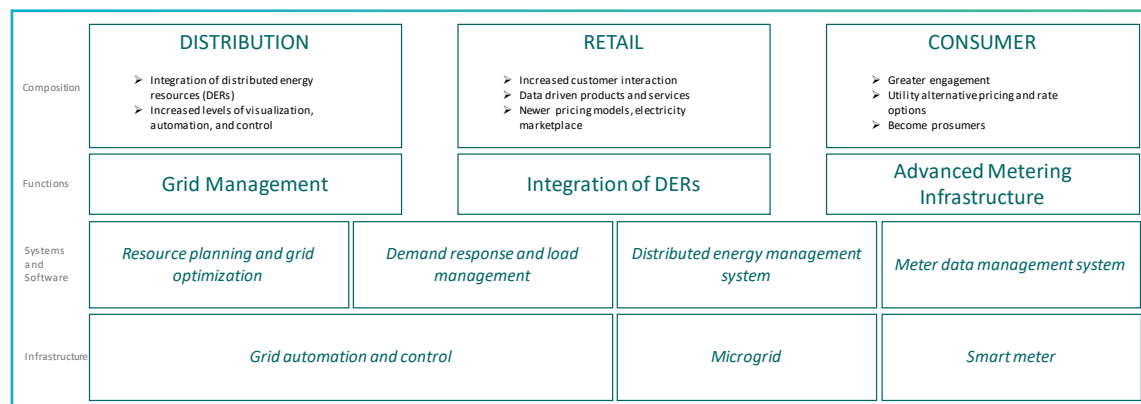 Composition
DISTRIBUTION
➢ Integration of distributed energy
resources (DERs)
➢ Increased levels of visualization,
automation, and control
RETAIL
➢ Increased customer interaction
➢ Data driven products and services
➢ Newer pricing models, electricity
marketplace
CONSUMER
➢ Greater engagement
➢ Utility alternative pricing and rate
options
➢ Become prosumers
Functions
Grid Management
Integration of DERs
Advanced Metering
Infrastructure
Systems
and
Software
Resource planning and grid
optimization
Demand response and load
management
Distributed energy management
system
Meter data management system
Infrastructure
Grid automation and control
Microgrid
Smart meter